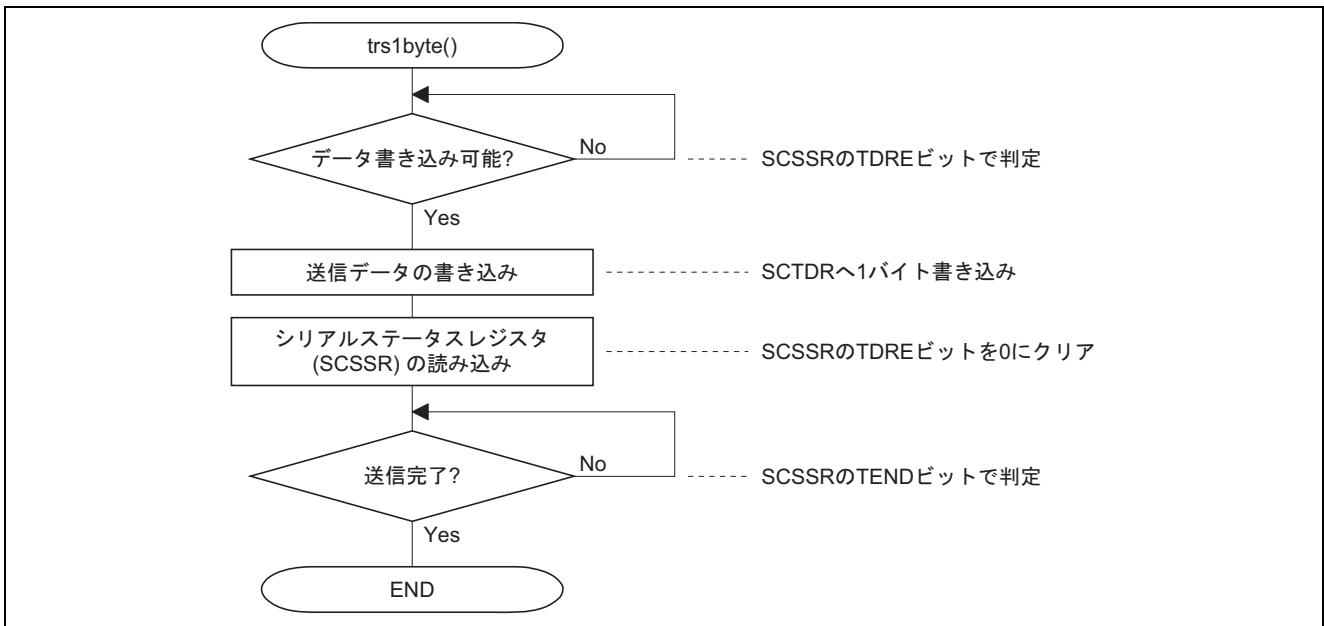 trs1byte()
データ書き込み可能?
No
SCSSRのTDREビットで判定
Yes
送信データの書き込み
SCTDRへ1バイト書き込み
シリアルステータスレジスタ
(SCSSR) の読み込み
SCSSRのTDREビットを0にクリア
送信完了?
No
SCSSRのTENDビットで判定
Yes
END